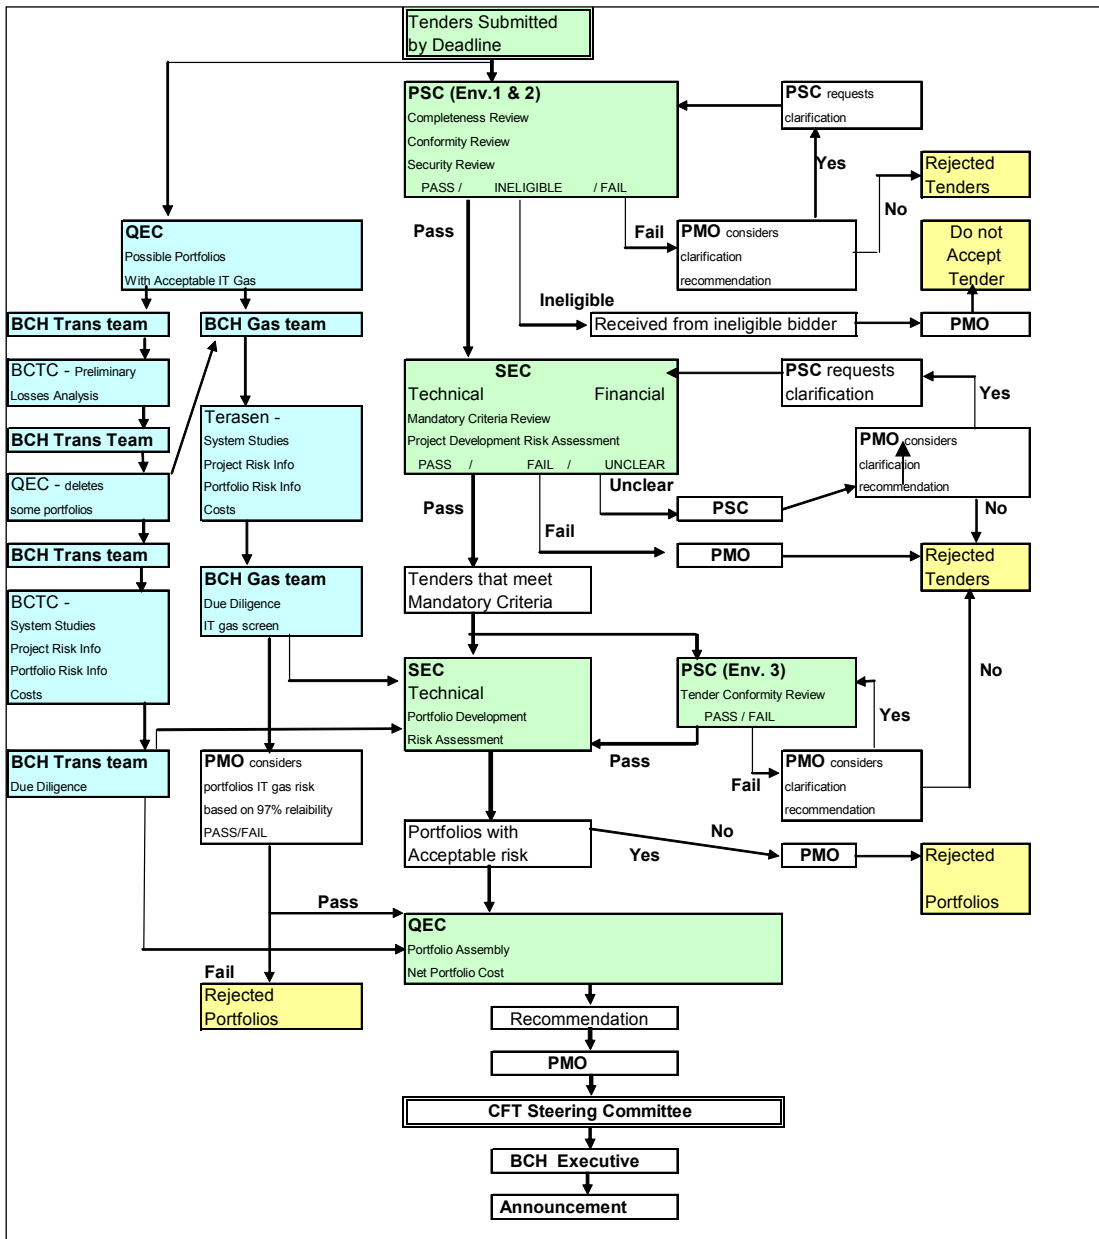 Tenders Submitted
by Deadline
PSC (Env.1 & 2)
Completeness Review
Conformity Review
Security Review
PASS / INELIGIBLE / FAIL
PSC requests
clarification
Yes
Rejected
Tenders
No
Pass
Fail
PMO considers
clarification
recommendation
Do not
Accept
Tender
QEC
Possible Portfolios
With Acceptable IT Gas
Ineligible
Received from ineligible bidder
PMO
BCH Trans team
BCH Gas team
BCTC - Preliminary
Losses Analysis
SEC
Technical Financial
Mandatory Criteria Review
Project Development Risk Assessment
PASS / FAIL / UNCLEAR
PSC requests
clarification
Yes
Terasen -
System Studies
Project Risk Info
Portfolio Risk Info
Costs
BCH Trans Team
PMO considers
clarification
recommendation
QEC - deletes
some portfolios
Pass
Unclear
PSC
No
Fail
BCH Trans team
PMO
Rejected
Tenders
BCH Gas team
Due Diligence
IT gas screen
Tenders that meet
Mandatory Criteria
BCTC -
System Studies
Project Risk Info
Portfolio Risk Info
Costs
SEC
Technical
Portfolio Development
Risk Assessment
PSC (Env. 3)
Tender Conformity Review
PASS / FAIL
No
Yes
Pass
Fail
BCH Trans team
Due Diligence
PMO considers
portfolios IT gas risk
based on 97% relaibility
PASS/FAIL
PMO considers
clarification
recommendation
Portfolios with
Acceptable risk
No
Yes
PMO
Rejected
Portfolios
Pass
QEC
Portfolio Assembly
Net Portfolio Cost
Fail
Rejected
Portfolios
Recommendation
PMO
CFT Steering Committee
BCH Executive
Announcement